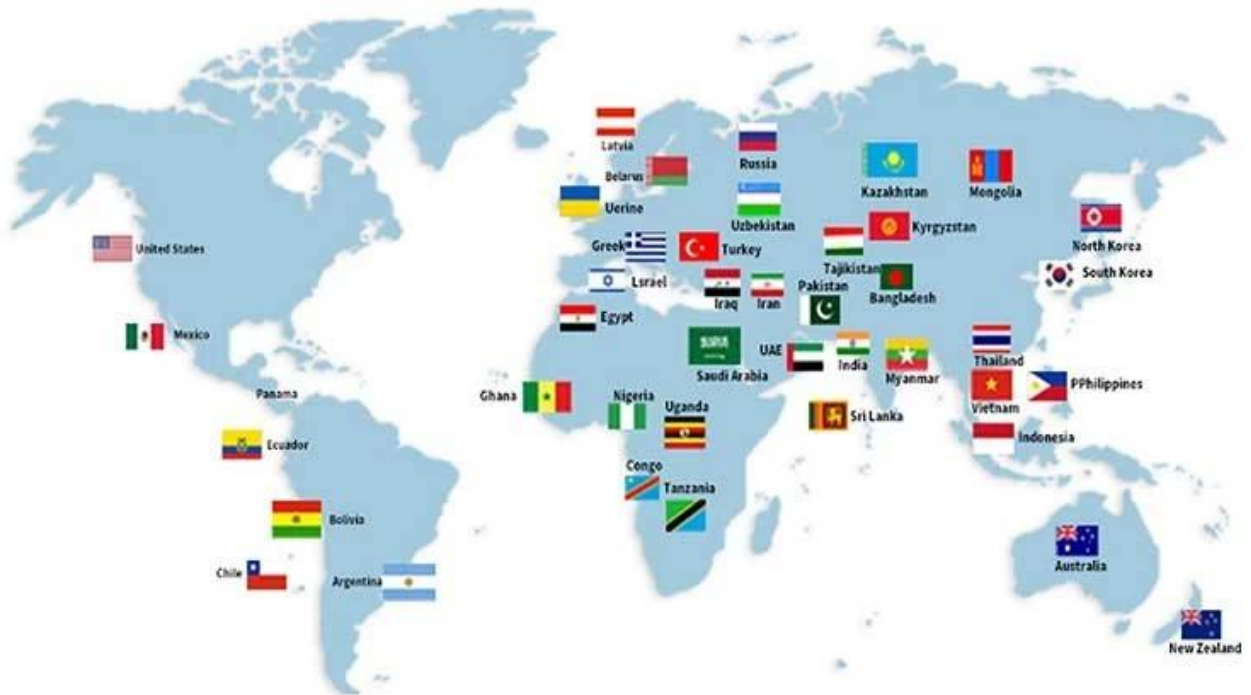 Latvia
Russia
Belarus
Kazakhstan
Mongolia
Uerine
Uzbekistan
Kyrgyzstan
North Korea
United States
Greek
Turkey
Tajikistan
South Korea
Lsrael
Iraq
Iran
Pakistan
Bangladesh
Egypt
Mexico
UAE
India
Thailand
Saudi Arabia
Myanmar
PPhilippines
Panama
Ghana
Nigeria
Uganda
Vietnam
Sri Lanka
Ecuador
Indonesia
Congo
Tanzania
Bolivia
Australia
Chile
Argentina
New Zealand